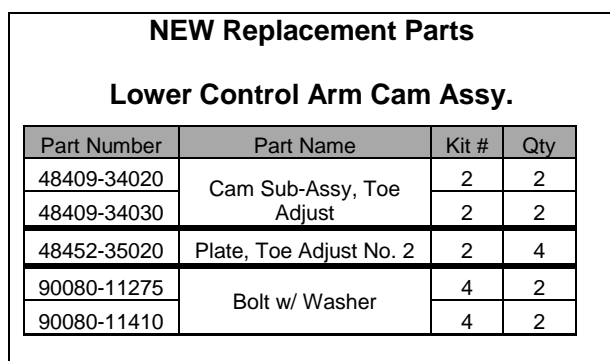 NEW Replacement Parts
Lower Control Arm Cam Assy.
Part Number Part Name Kit # Qty
48409-34020 Cam Sub-Assy, Toe Adjust 2 2
48409-34030 2 2
48452-35020 Plate, Toe Adjust No. 2 2 4
90080-11275 Bolt w/ Washer 4 2
90080-11410 4 2